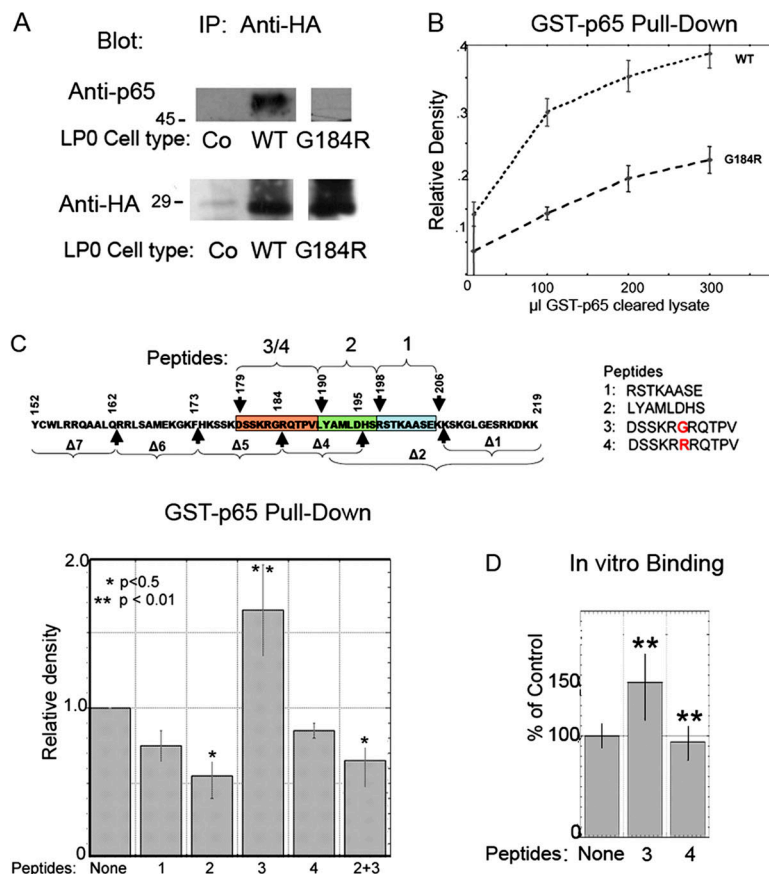 A
IP: Anti-HA
Blot:
Anti-p65
45 -
LP0 Cell type: Co WT G184R
Anti-HA
29 -
LP0 Cell type: Co WT G184R
B
GST-p65 Pull-Down
.4
.3
.2
.1
Relative Density
WT
G184R
0 100 200 300
µl GST-p65 cleared lysate
C
Peptides:
3/4 2 1
152 162 173 179 184 190 195 198 206 219
YCWLRRQAALQRRLSAMEKGKFHKSSKDSSKRGRQTPVLYAMLDHSRSTKAASEKKSKGLGESRKDKK
Δ7 Δ6 Δ5 Δ4 Δ1
Δ2
Peptides
1: RSTKAASE
2: LYAMLDHS
3: DSSKRGRQTPV
4: DSSKRRRQTPV
GST-p65 Pull-Down
2.0
1.0
0
Relative density
* p<0.5
** p < 0.01
**
*
*
Peptides: None 1 2 3 4 2+3
D
In vitro Binding
% of Control
150
100
0
**
**
Peptides: None 3 4